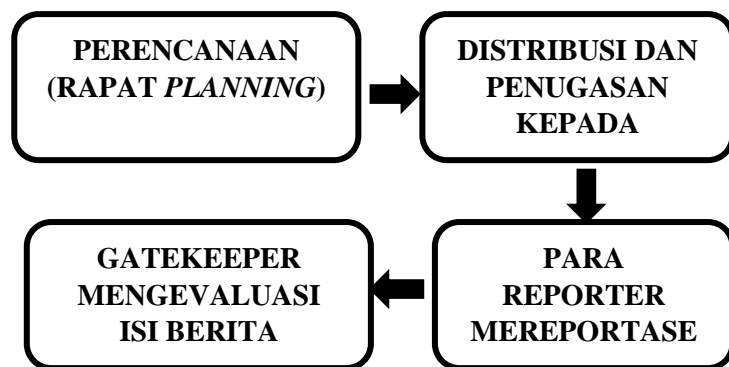 PERENCANAAN
(RAPAT PLANNING)
DISTRIBUSI DAN
PENUGASAN
KEPADA
PARA
REPORTER
MEREPORTASE
GATEKEEPER
MENGEVALUASI
ISI BERITA